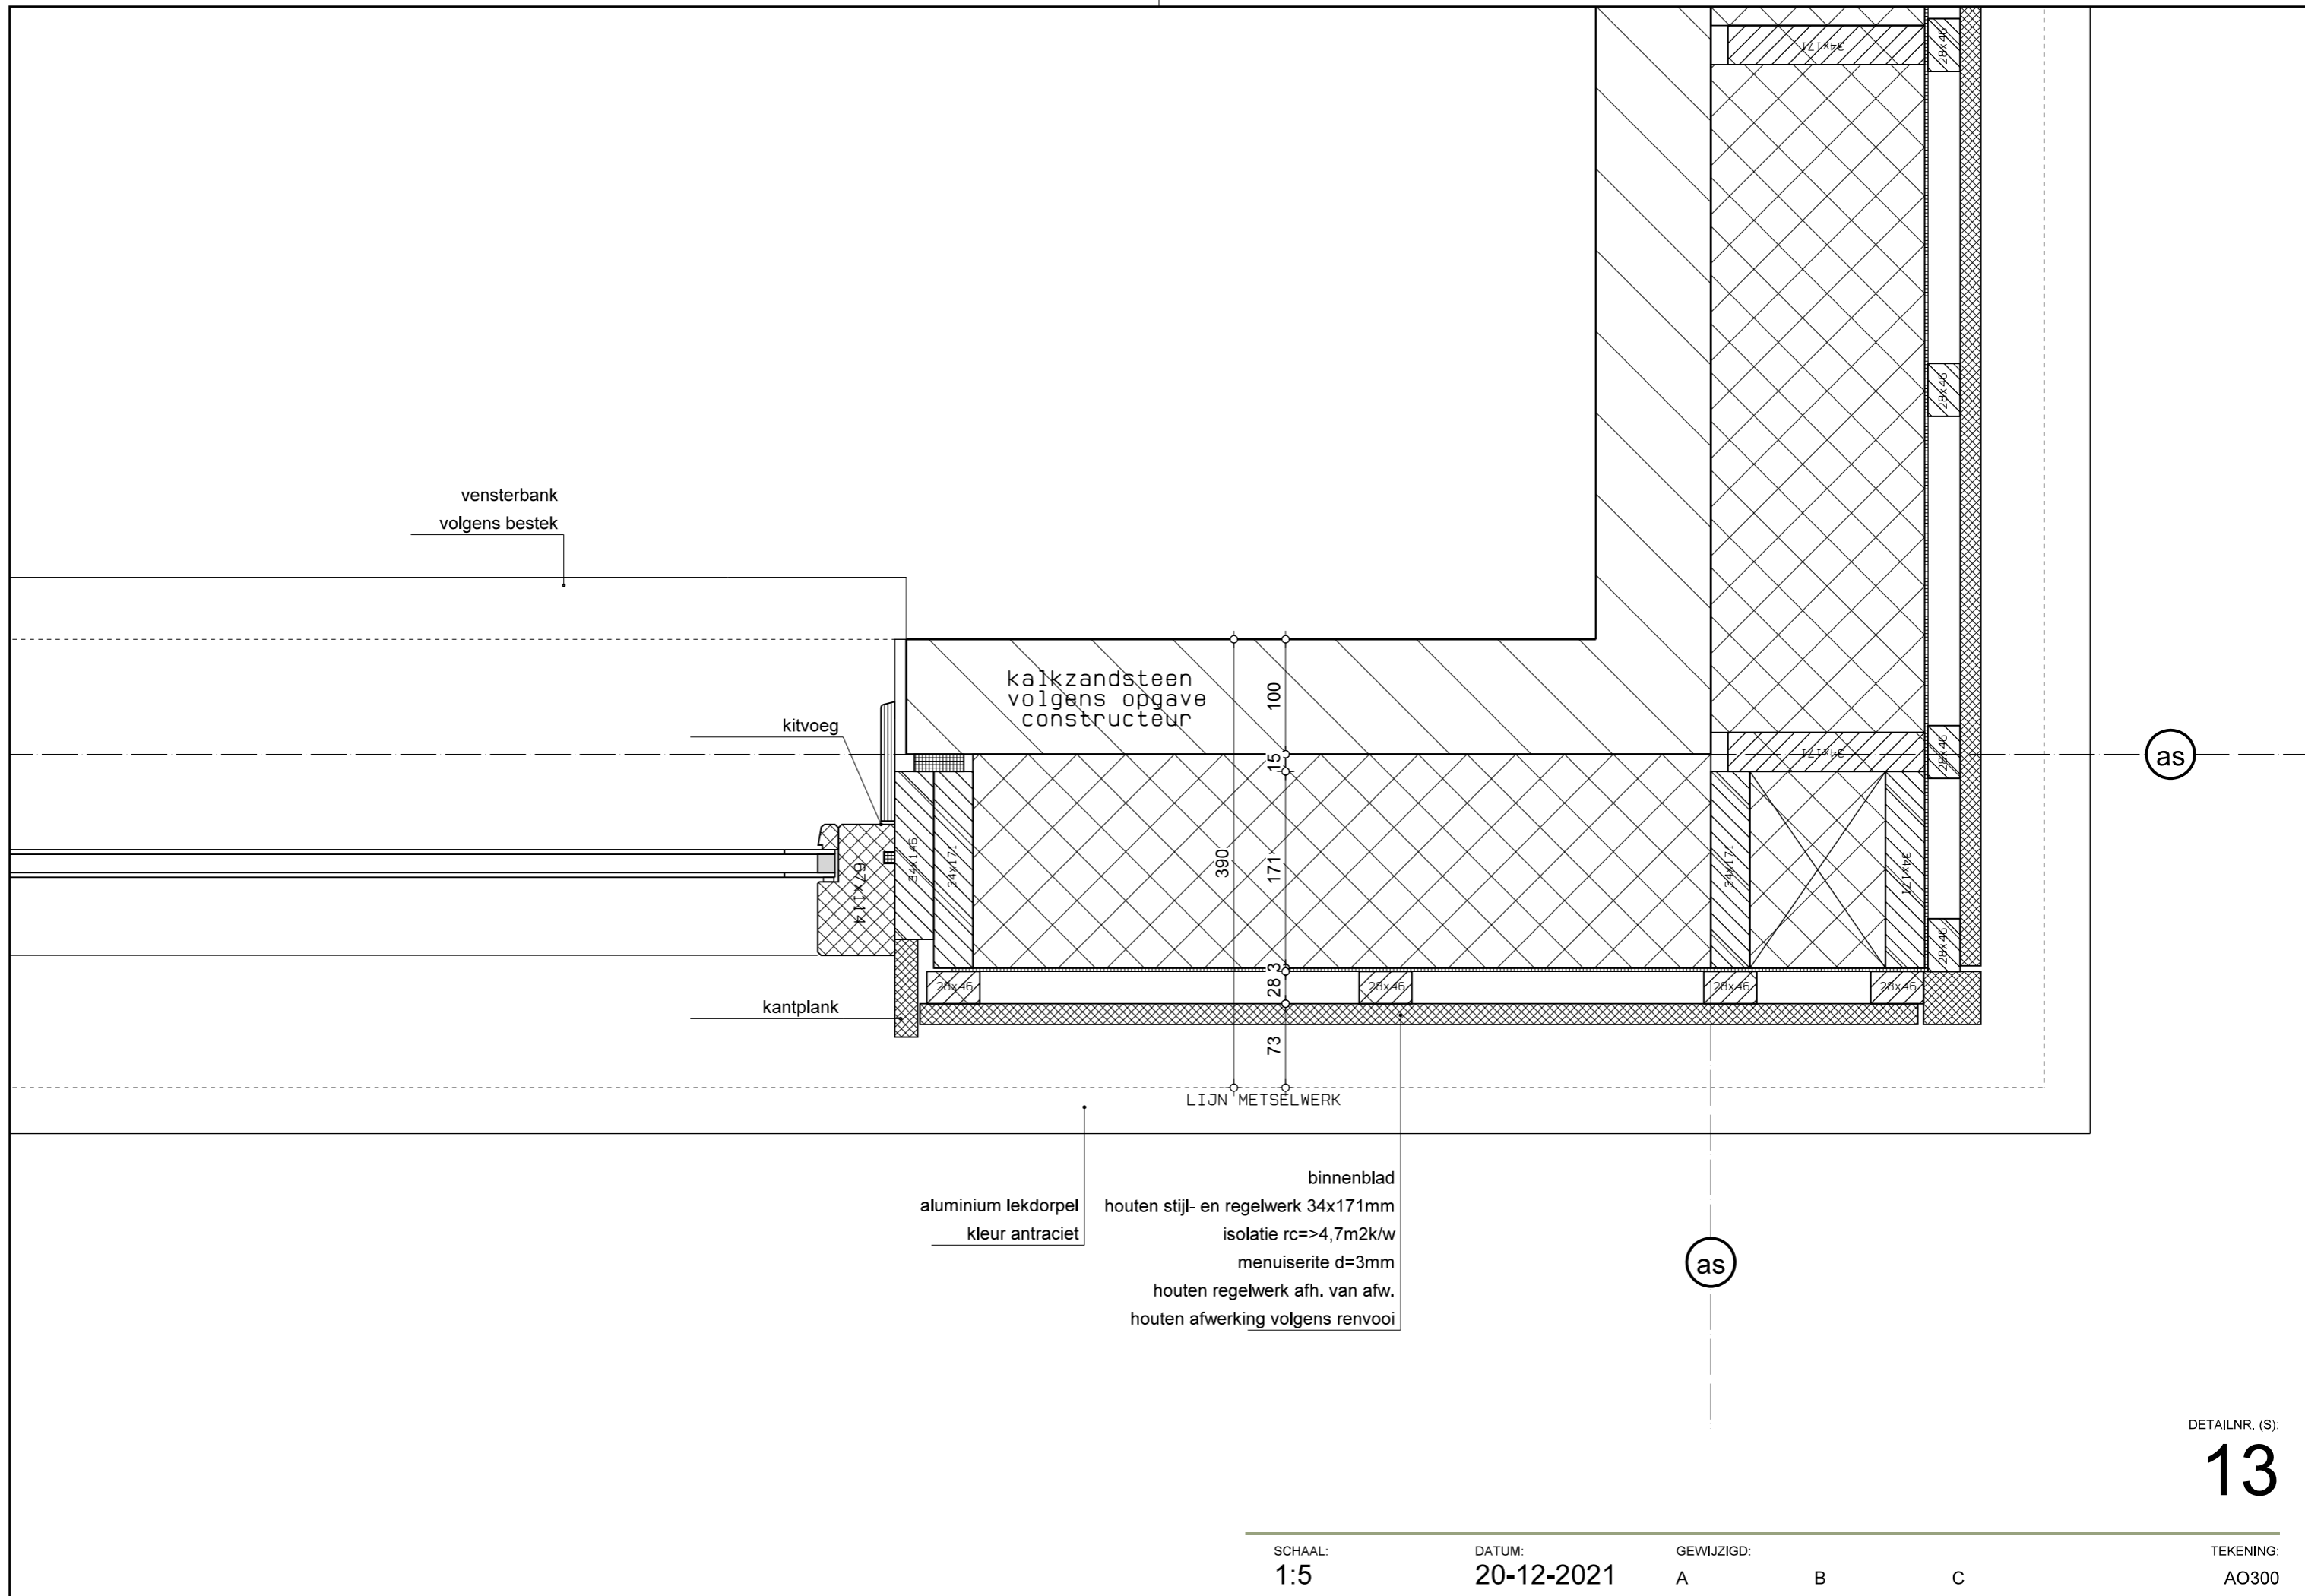 34x171
28x46
28x46
vensterbank
volgens bestek
kalkzandsteen
volgens opgave
constructeur
100
kitvoeg
15
34x171
28x46
as
390
171
34x146
34x171
67x114
34x171
34x171
28x46
3
28
28x46
28x46
28x46
28x46
kantplank
73
LIJN METSELWERK
binnenblad
aluminium lekdorpel
houten stijl- en regelwerk 34x171mm
kleur antraciet
isolatie rc=>4,7m2k/w
menuiserite d=3mm
houten regelwerk afh. van afw.
houten afwerking volgens renvooi
as
DETAILNR. (S):
13
SCHAAL:
1:5
DATUM:
20-12-2021
GEWIJZIGD:
A B C
TEKENING:
AO300